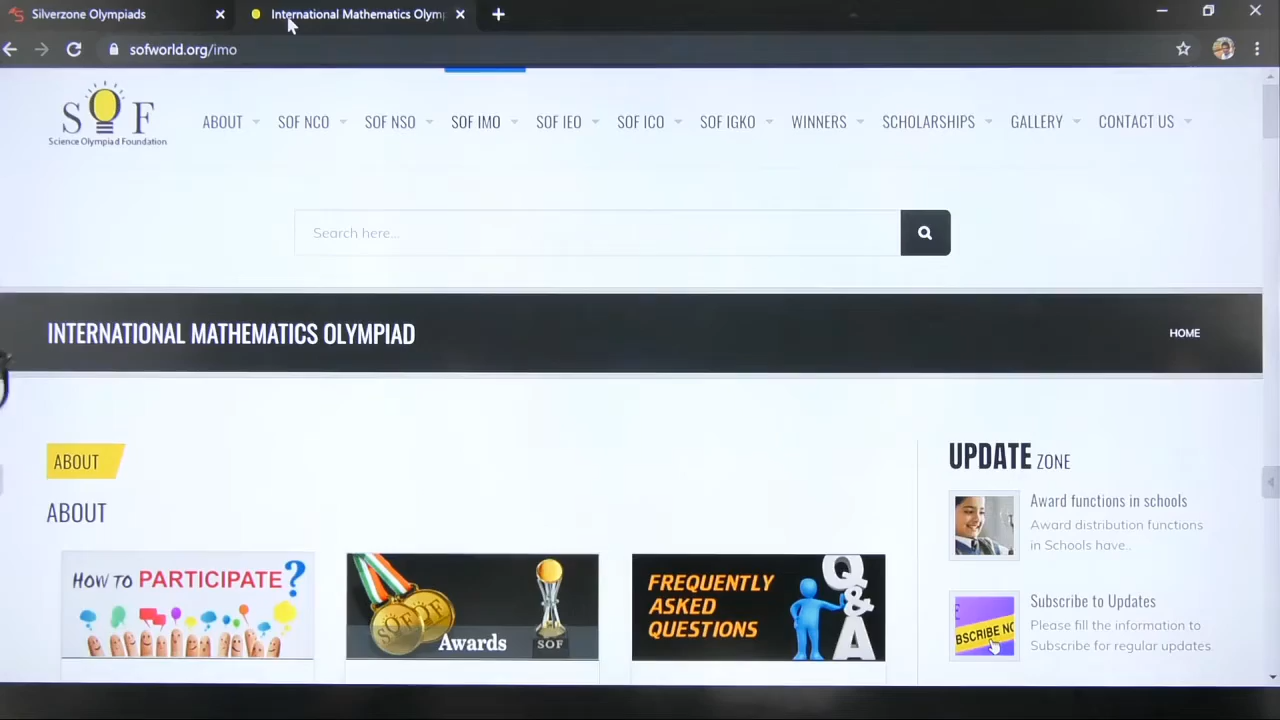 Silverzone Olympiads
International Mathematics Olym
sofworld.org/imo
SOF
Science Olympiad Foundation
ABOUT
SOF NCO
SOF NSO
SOF IMO
SOF IEO
SOF ICO
SOF IGKO
WINNERS
SCHOLARSHIPS
GALLERY
CONTACT US
Search here...
INTERNATIONAL MATHEMATICS OLYMPIAD
HOME
ABOUT
ABOUT
HOW TO PARTICIPATE?
Awards
SOF
FREQUENTLY
ASKED
QUESTIONS
Q
&
A
UPDATE ZONE
Award functions in schools
Award distribution functions
in Schools have..
Subscribe to Updates
Please fill the information to
Subscribe for regular updates.
BSCRIBE NO